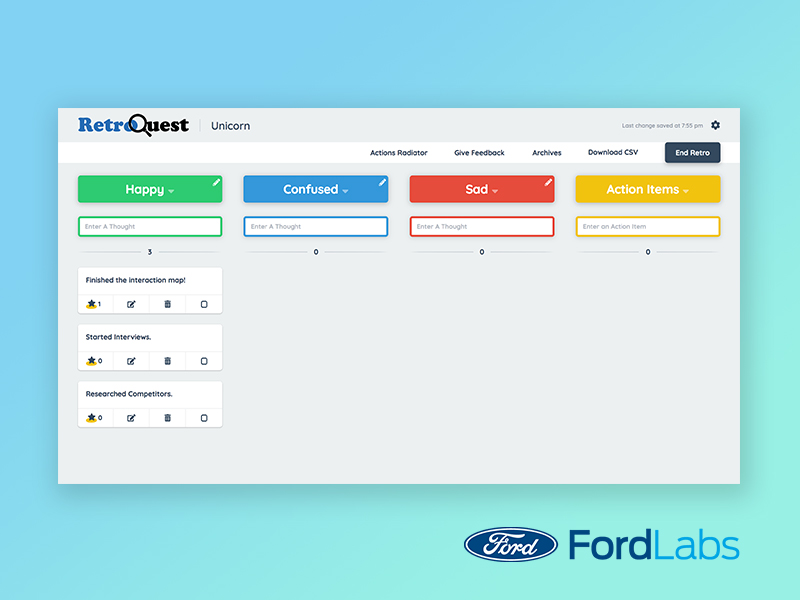 RetroQuest
Unicorn
Last change saved at 7:55 pm
Actions Radiator
Give Feedback
Archives
Download CSV
End Retro
Happy
Confused
Sad
Action Items
Enter A Thought
Enter A Thought
Enter A Thought
Enter an Action Item
3
0
0
0
Finished the interaction map!
1
Started Interviews.
0
Researched Competitors.
0
Ford
FordLabs